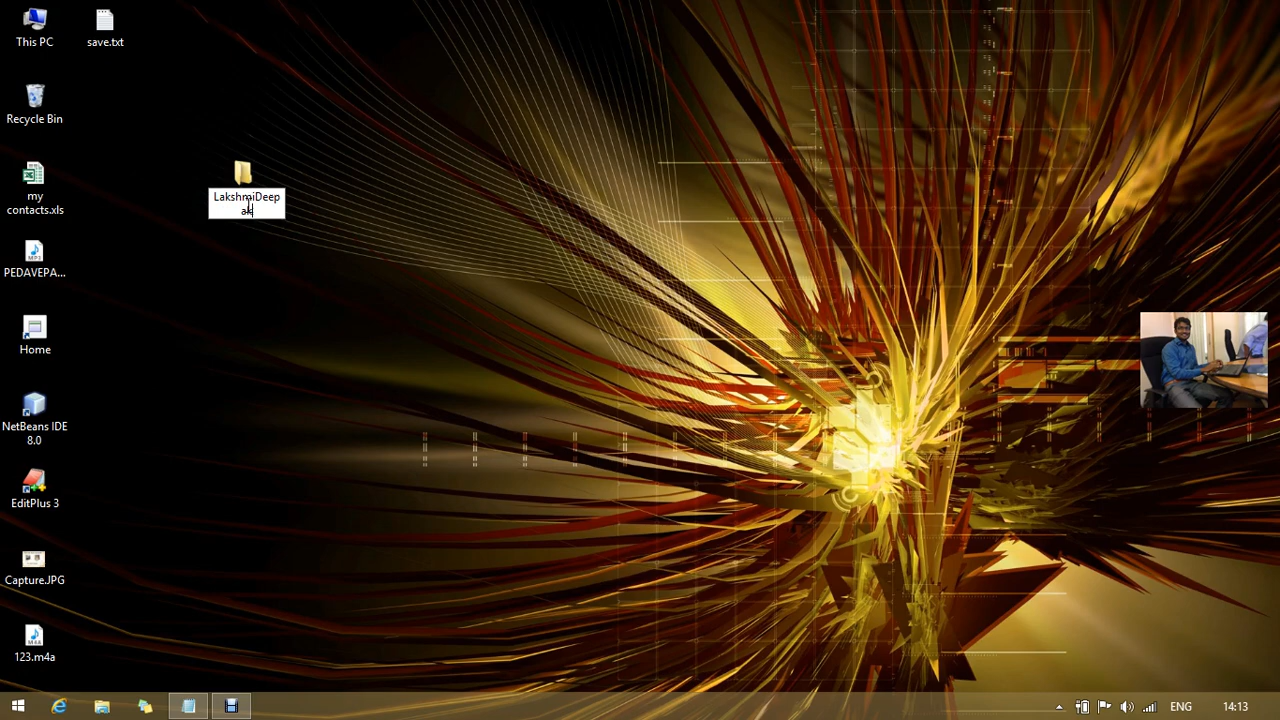 This PC
save.txt
Recycle Bin
my
contacts.xls
LakshmiDeep
ak
PEDAVEPA...
Home
NetBeans IDE
8.0
EditPlus 3
Capture.JPG
123.m4a
ENG
14:13